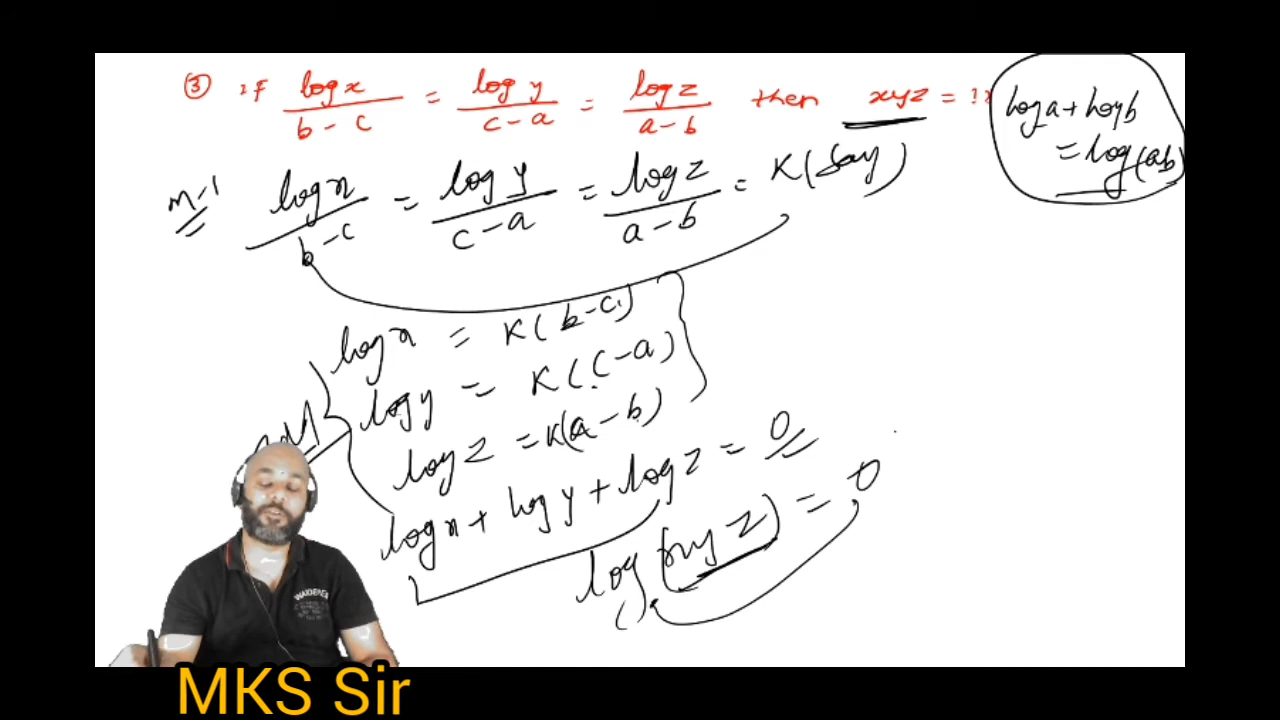 ③ if log x / b - c = log y / c - a = log z / a - b then xyz = ??
log a + log b
= log(ab)
m-1 log x / b - c = log y / c - a = log z / a - b = K (say)
log x = K(b-c)
log y = K(c-a)
log z = K(a-b)
log x + log y + log z = 0
log(xyz) = 0
MKS Sir